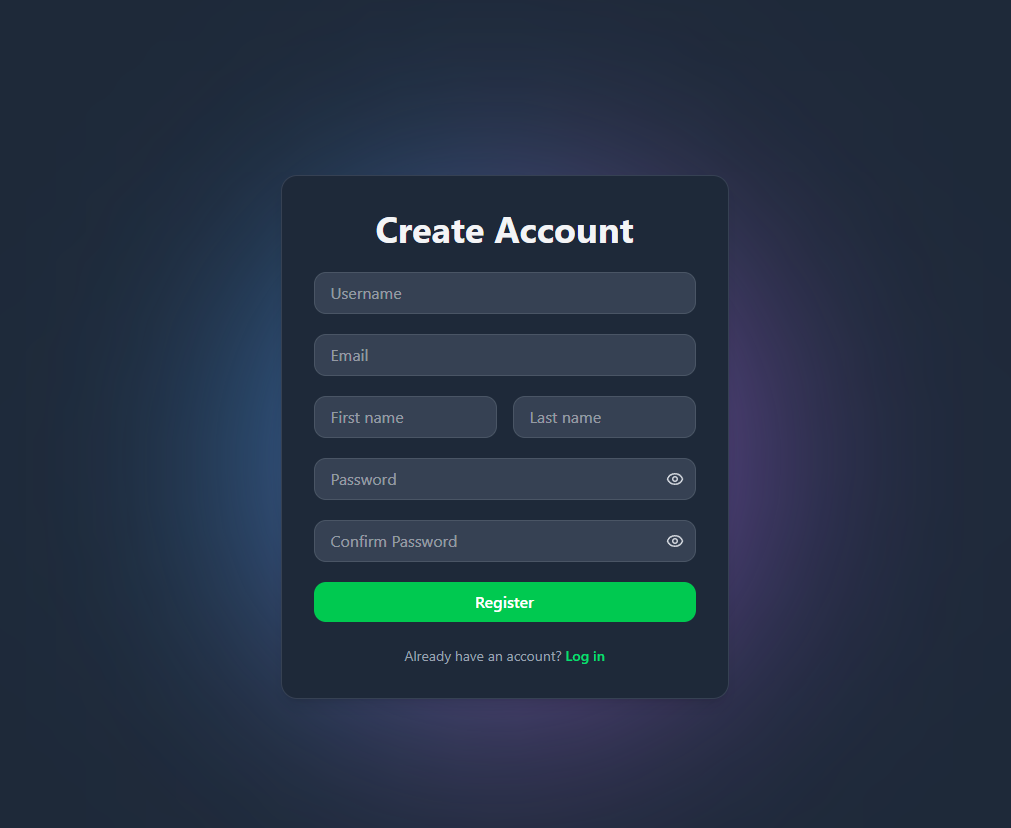 Create Account
Username
Email
First name Last name
Password
Confirm Password
Register
Already have an account? Log in